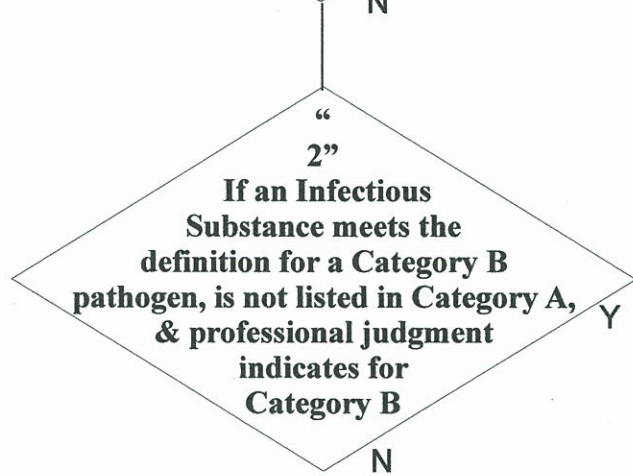 N
“
2”
If an Infectious
Substance meets the
definition for a Category B
pathogen, is not listed in Category A,
& professional judgment
indicates for
Category B
Y
N